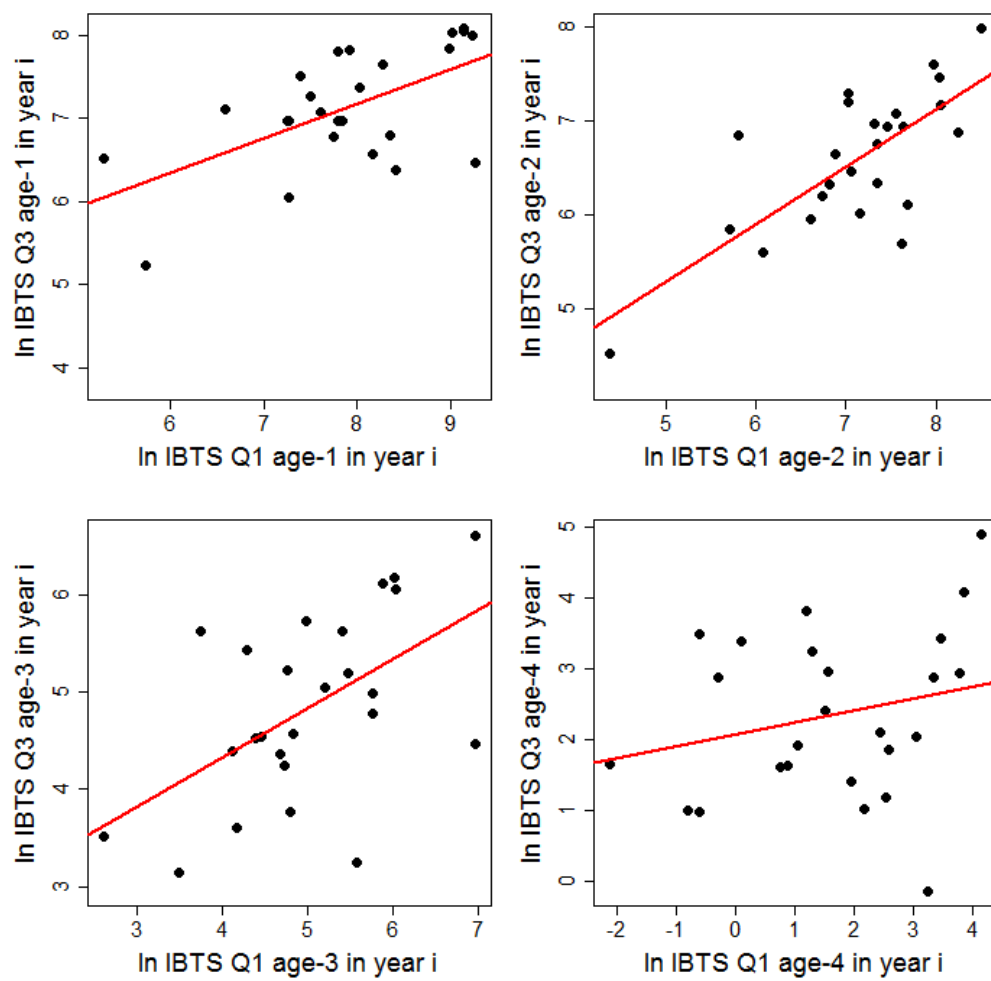 ln IBTS Q3 age-1 in year i
8
7
6
5
4
6 7 8 9
ln IBTS Q1 age-1 in year i
ln IBTS Q3 age-2 in year i
8
7
6
5
5 6 7 8
ln IBTS Q1 age-2 in year i
ln IBTS Q3 age-3 in year i
6
5
4
3
3 4 5 6 7
ln IBTS Q1 age-3 in year i
ln IBTS Q3 age-4 in year i
5
4
3
2
1
0
-2 -1 0 1 2 3 4
ln IBTS Q1 age-4 in year i